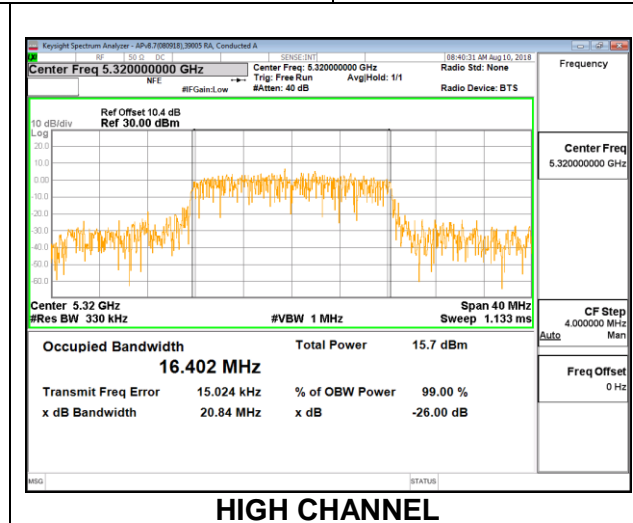 Keysight Spectrum Analyzer - APv8.7(080918),39005 RA, Conducted A
RF 50 Ω DC SENSE:INT 08:40:31 AM Aug 10, 2018
Center Freq 5.320000000 GHz Center Freq: 5.320000000 GHz Radio Std: None Frequency
NFE Trig: Free Run Avg|Hold: 1/1
#IFGain:Low #Atten: 40 dB Radio Device: BTS
Ref Offset 10.4 dB
10 dB/div Ref 30.00 dBm
Log
20.0
10.0
0.00
-10.0
-20.0
-30.0
-40.0
-50.0
-60.0
Center Freq
5.320000000 GHz
Center 5.32 GHz Span 40 MHz
#Res BW 330 kHz #VBW 1 MHz Sweep 1.133 ms
CF Step
4.000000 MHz
Auto Man
Occupied Bandwidth Total Power 15.7 dBm
16.402 MHz
Freq Offset
0 Hz
Transmit Freq Error 15.024 kHz % of OBW Power 99.00 %
x dB Bandwidth 20.84 MHz x dB -26.00 dB
MSG STATUS
HIGH CHANNEL